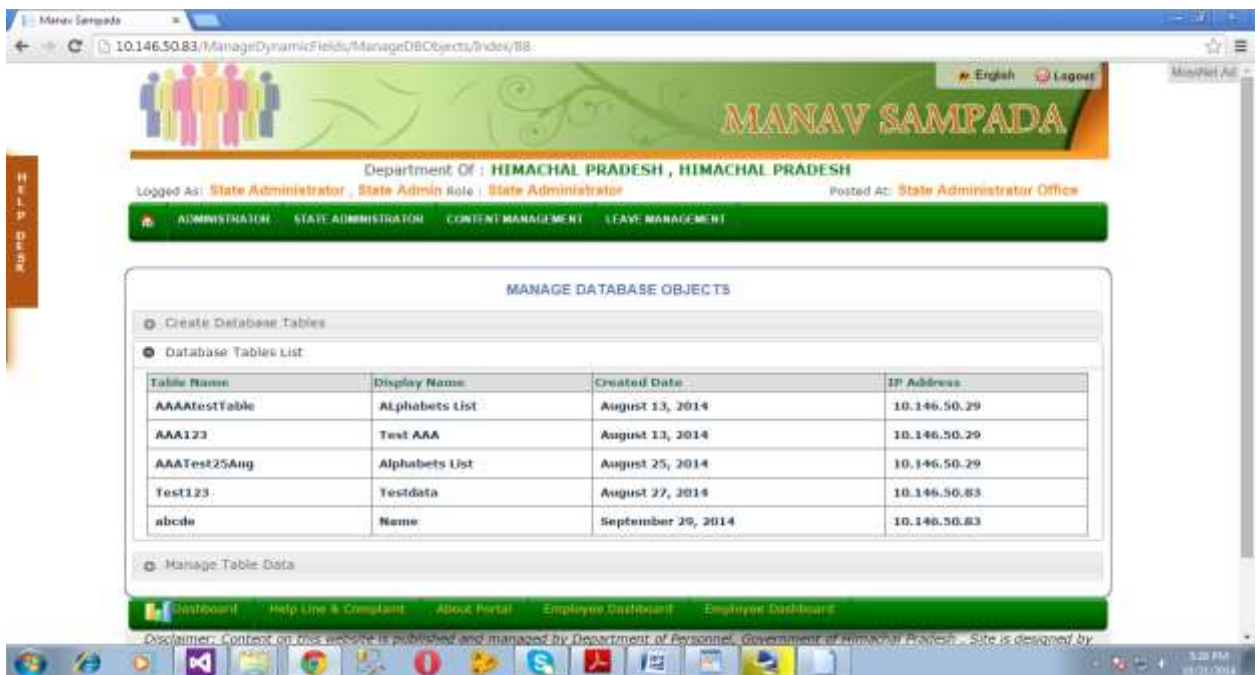 Manav Sampada
10.146.50.83/ManageDynamicFields/ManageDBObjects/Index/88
English Logout
MANAV SAMPADA
Department Of : HIMACHAL PRADESH , HIMACHAL PRADESH
Logged As: State Administrator , State Admin Role : State Administrator Posted At: State Administrator Office
HELP DESK
ADMINISTRATOR STATE ADMINISTRATOR CONTENT MANAGEMENT LEAVE MANAGEMENT
MANAGE DATABASE OBJECTS
Create Database Tables
Database Tables List
Table Name Display Name Created Date IP Address
AAAAtestTable ALphabets List August 13, 2014 10.146.50.29
AAA123 Test AAA August 13, 2014 10.146.50.29
AAATest25Aug Alphabets List August 25, 2014 10.146.50.29
Test123 Testdata August 27, 2014 10.146.50.83
abcde Name September 29, 2014 10.146.50.83
Manage Table Data
Dashboard Help Line & Complaint About Portal Employee Dashboard Employee Dashboard
Disclaimer: Content on this website is published and managed by Department of Personnel, Government of Himachal Pradesh . Site is designed by